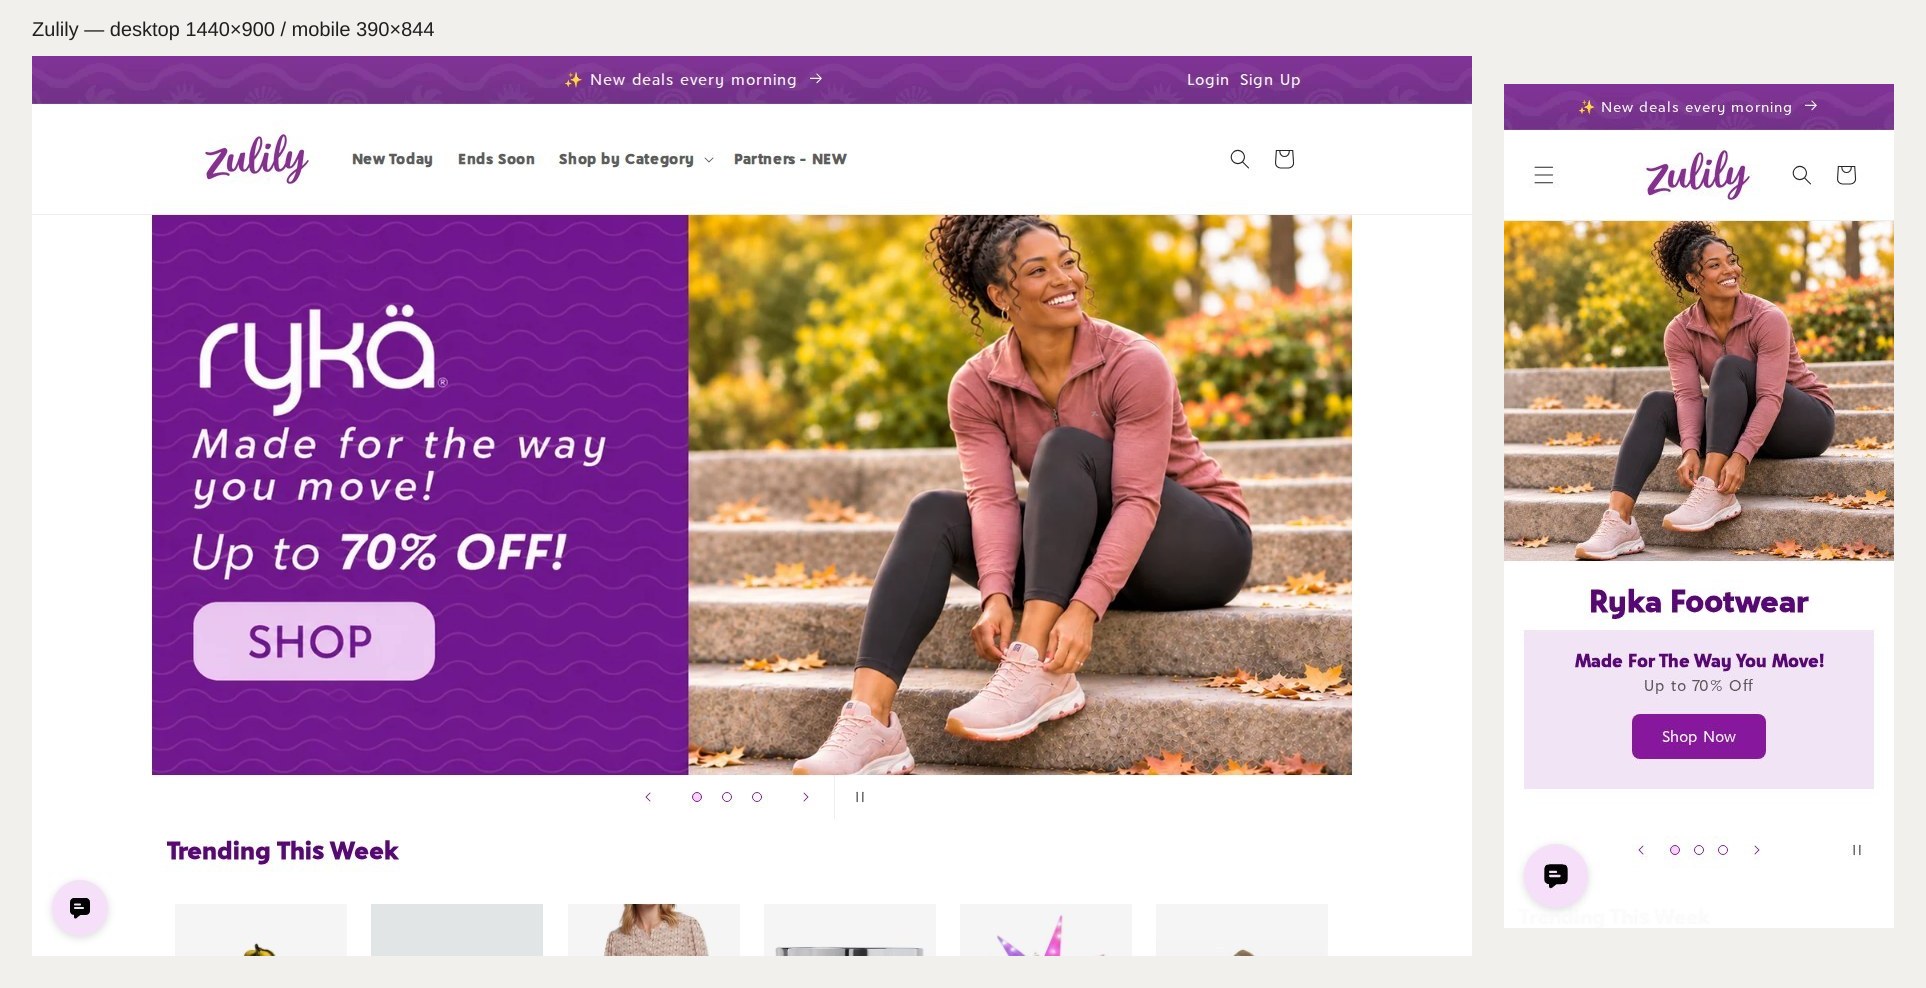 Zulily — desktop 1440×900 / mobile 390×844
✨ New deals every morning →
Login Sign Up
zulily
New Today
Ends Soon
Shop by Category
Partners - NEW
rykä®
Made for the way
you move!
Up to 70% OFF!
SHOP
Trending This Week
✨ New deals every morning →
zulily
Ryka Footwear
Made For The Way You Move!
Up to 70% Off
Shop Now
Trending This Week